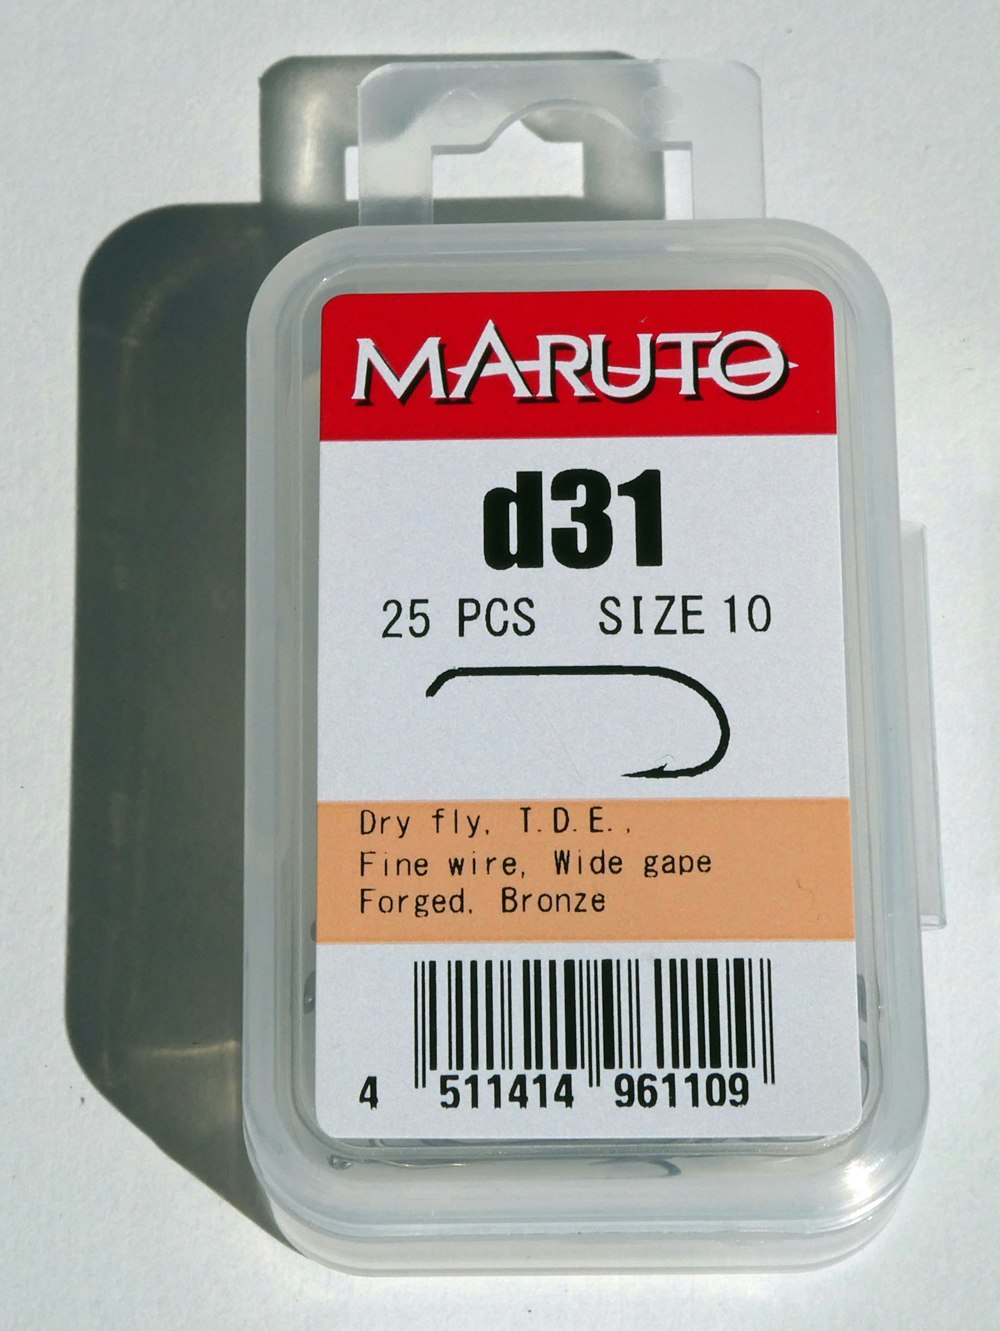 MARUTO
d31
25 PCS SIZE 10
Dry fly, T.D.E.,
Fine wire, Wide gape
Forged, Bronze
4 511414 961109